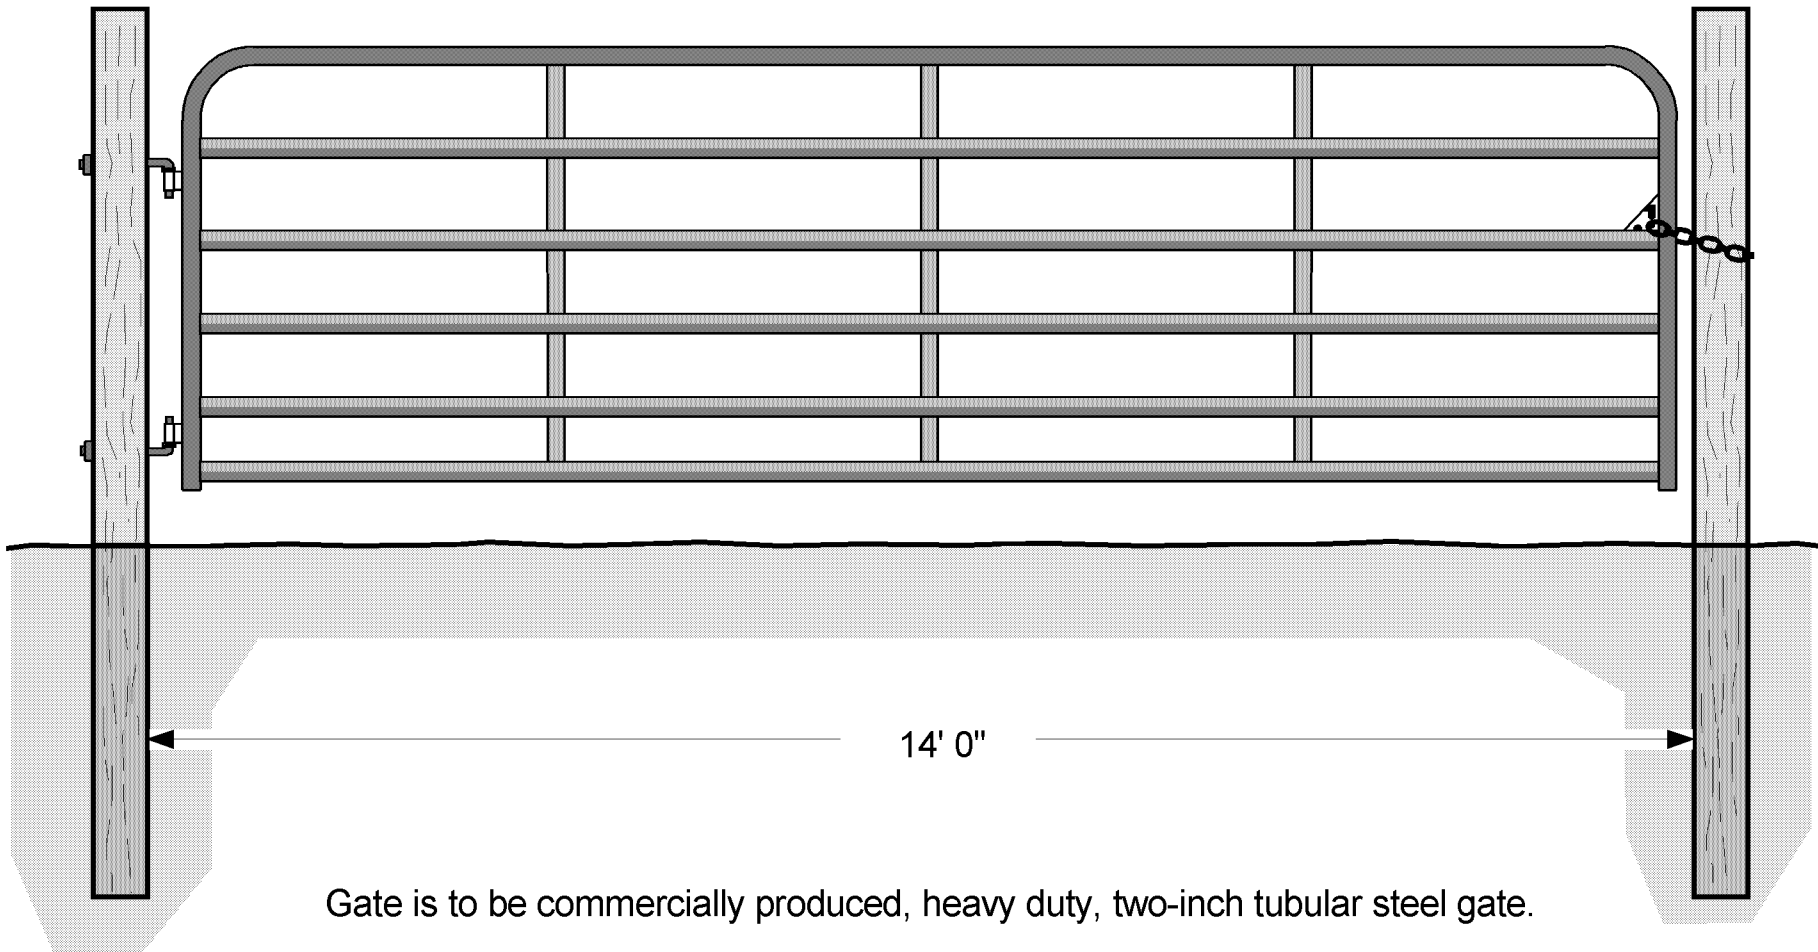 14' 0"
Gate is to be commercially produced, heavy duty, two-inch tubular steel gate.